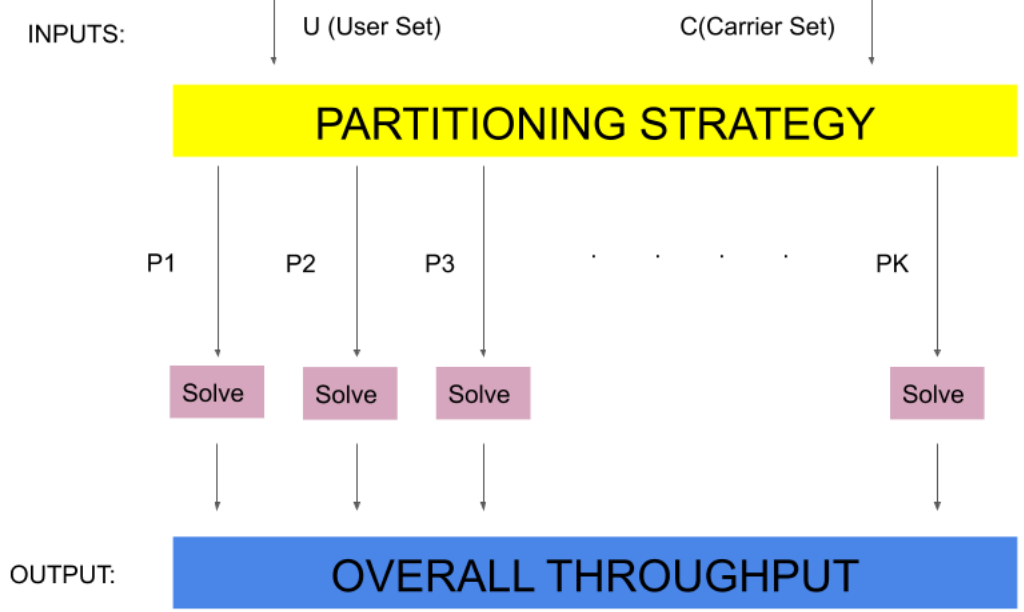 INPUTS:
U (User Set)
C(Carrier Set)
PARTITIONING STRATEGY
P1
P2
P3
. . . .
PK
Solve
Solve
Solve
Solve
OUTPUT:
OVERALL THROUGHPUT